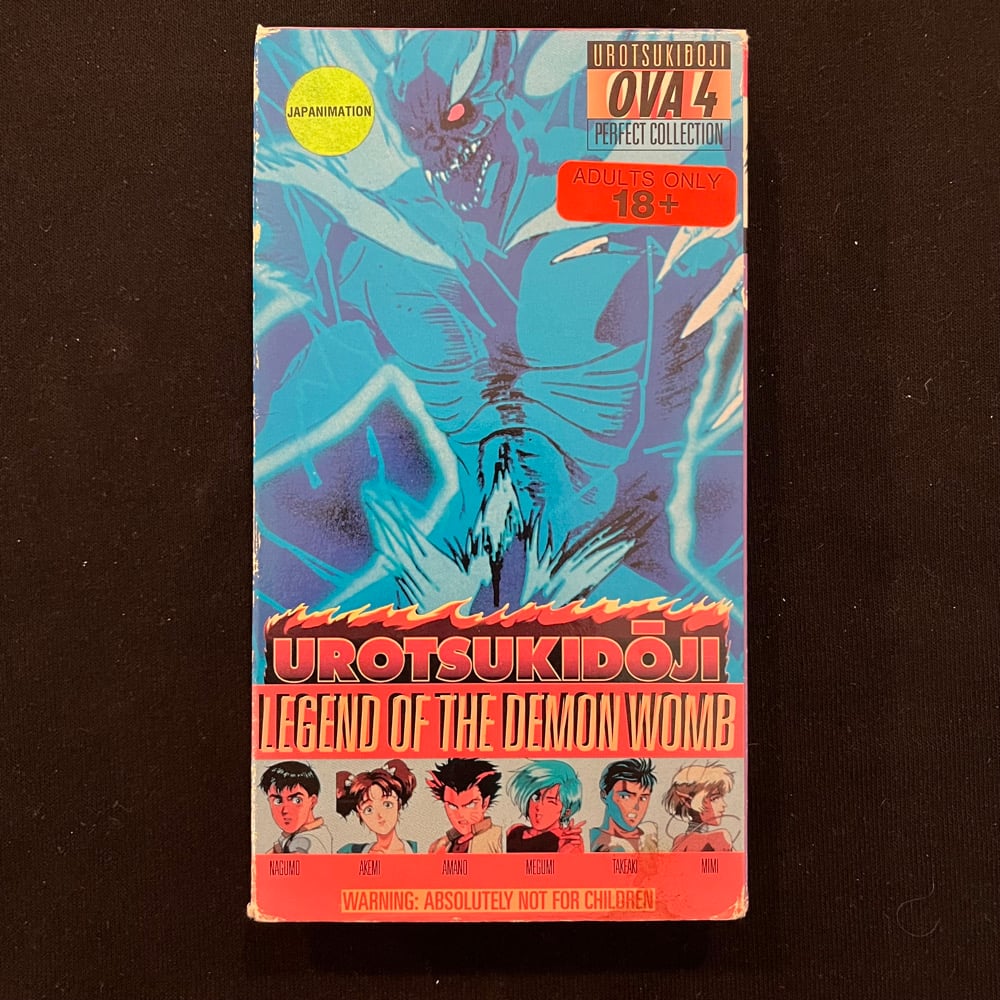 JAPANIMATION
UROTSUKIDOJI
OVA 4
PERFECT COLLECTION
ADULTS ONLY
18+
UROTSUKIDŌJI
LEGEND OF THE DEMON WOMB
NAGUMO AKEMI AMANO MEGUMI TAKEAKI MIMI
WARNING: ABSOLUTELY NOT FOR CHILDREN